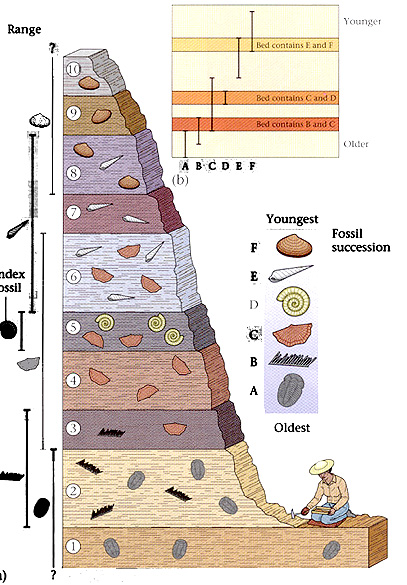 Range
?
10
9
8
7
6
5
4
3
2
1
ndex
ossil
?
a)
Younger
Bed contains E and F
Bed contains C and D
Bed contains B and C
Older
A B C D E F
(b)
Youngest
Fossil
succession
F
E
D
C
B
A
Oldest